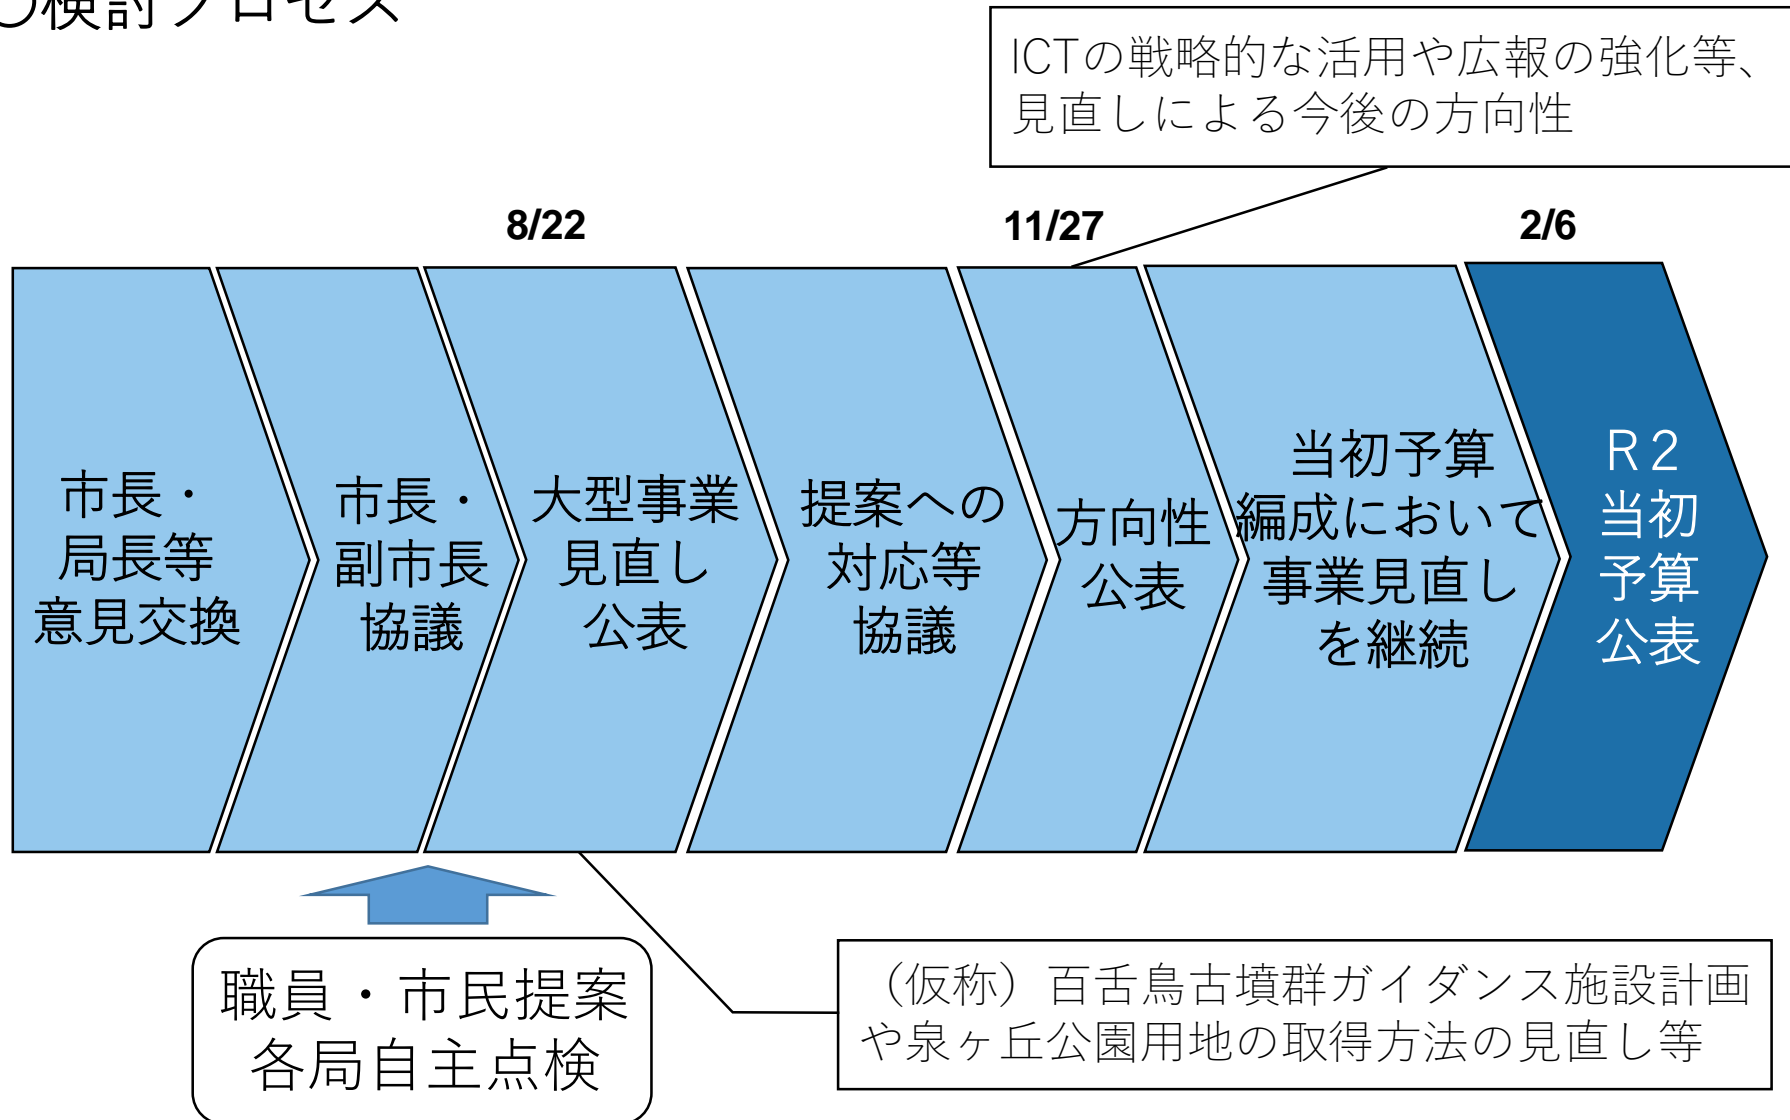 〇検討プロセス
ICTの戦略的な活用や広報の強化等、
見直しによる今後の方向性
8/22
11/27
2/6
市長・
局長等
意見交換
市長・
副市長
協議
大型事業
見直し
公表
提案への
対応等
協議
方向性
公表
当初予算
編成において
事業見直し
を継続
R２
当初
予算
公表
職員・市民提案
各局自主点検
（仮称）百舌鳥古墳群ガイダンス施設計画
や泉ヶ丘公園用地の取得方法の見直し等